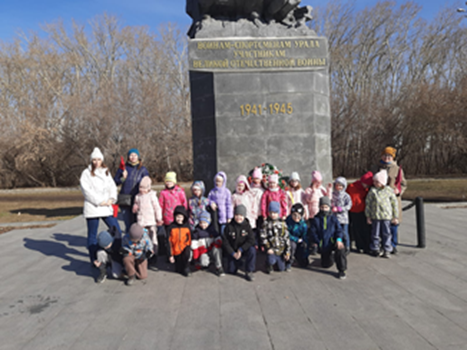 ВОИНАМ-СПОРТСМЕНАМ УРАЛА
УЧАСТНИКАМ
ВЕЛИКОЙ ОТЕЧЕСТВЕННОЙ ВОЙНЫ
1941-1945